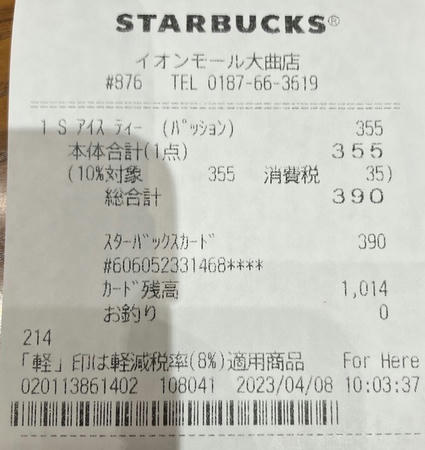 STARBUCKS®
イオンモール大曲店
#876 TEL 0187-66-3519
1 S ｱｲｽ ﾃｨｰ (ﾊﾟｯｼｮﾝ) 355
本体合計(1点) 355
(10%対象 355 消費税 35)
総合計 390
ｽﾀｰﾊﾞｯｸｽｶｰﾄﾞ 390
#606052331468****
ｶｰﾄﾞ残高 1,014
お釣り 0
214
「軽」印は軽減税率(8%)適用商品 For Here
020113861402 108041 2023/04/08 10:03:37